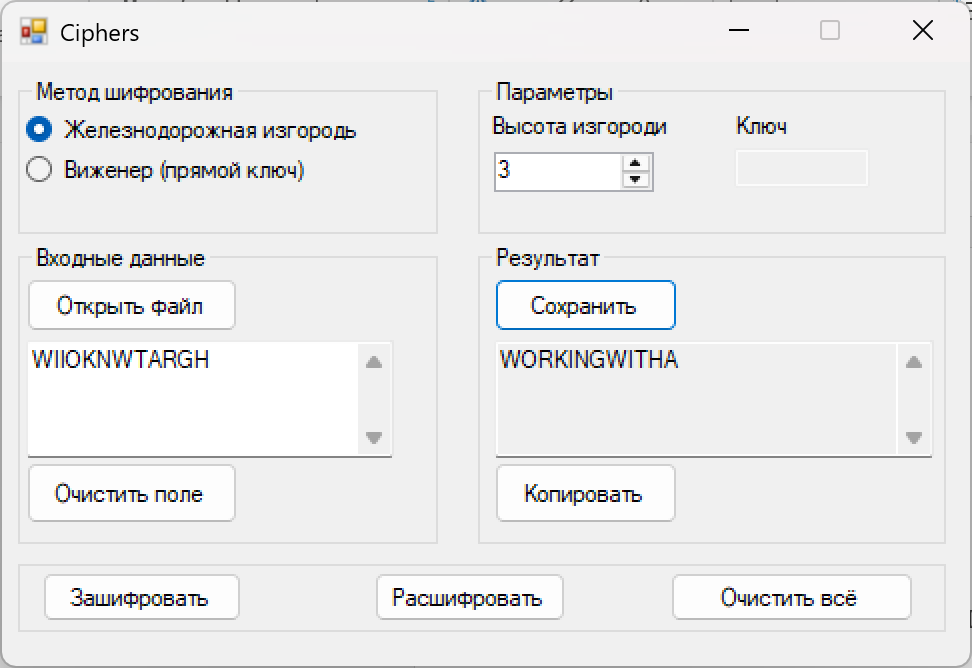 Ciphers
Метод шифрования
Железнодорожная изгородь
Виженер (прямой ключ)
Параметры
Высота изгороди
Ключ
3
Входные данные
Открыть файл
WIIOKNWTARGH
Очистить поле
Результат
Сохранить
WORKINGWITHA
Копировать
Зашифровать
Расшифровать
Очистить всё